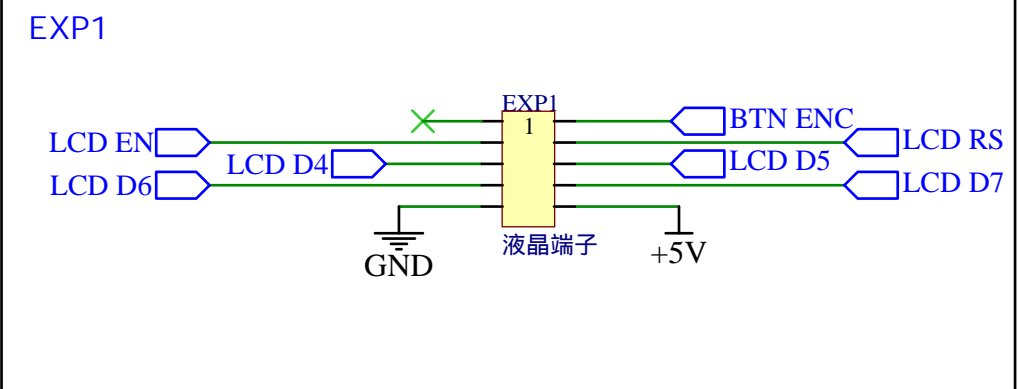 EXP1
EXP1
1
BTN ENC
LCD EN
LCD RS
LCD D4
LCD D5
LCD D6
LCD D7
液晶端子
GND
+5V